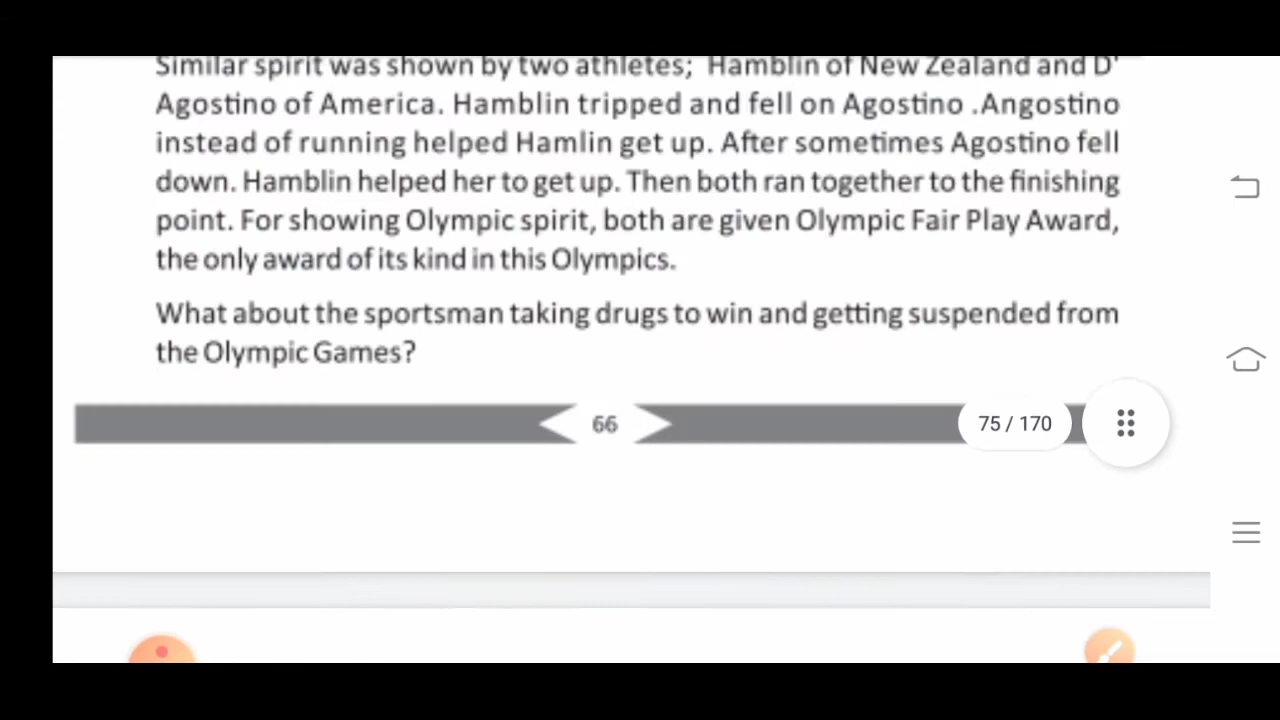 Similar spirit was shown by two athletes; Hamblin of New Zealand and D'
Agostino of America. Hamblin tripped and fell on Agostino .Angostino
instead of running helped Hamlin get up. After sometimes Agostino fell
down. Hamblin helped her to get up. Then both ran together to the finishing
point. For showing Olympic spirit, both are given Olympic Fair Play Award,
the only award of its kind in this Olympics.
What about the sportsman taking drugs to win and getting suspended from
the Olympic Games?
66
75 / 170